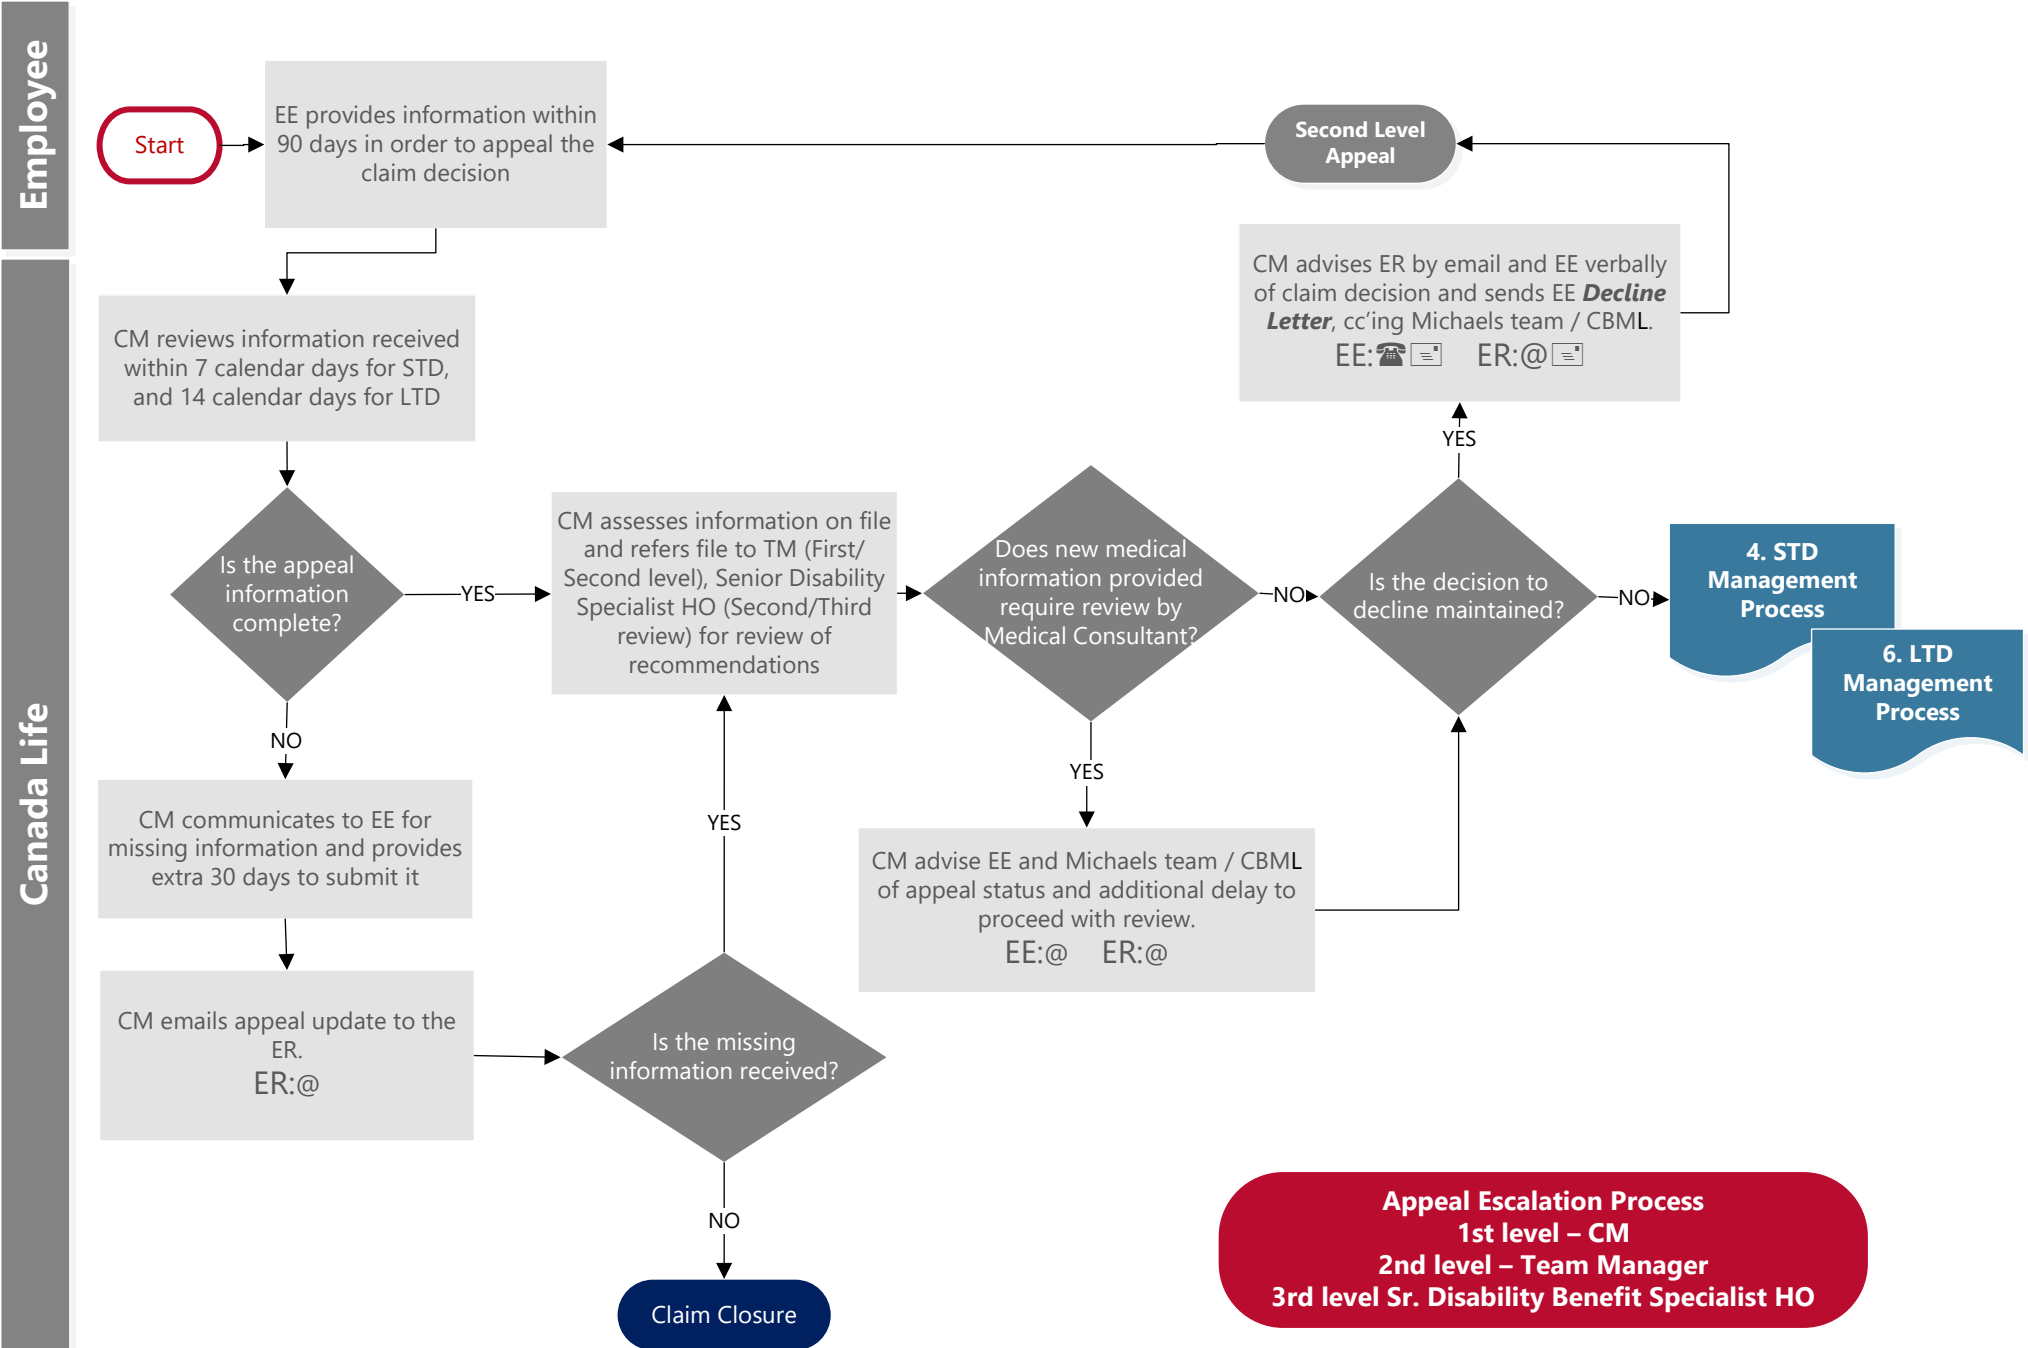 Employee
Start
EE provides information within
90 days in order to appeal the
claim decision
Second Level
Appeal
CM advises ER by email and EE verbally
of claim decision and sends EE Decline
Letter, cc’ing Michaels team / CBML.
EE:☎🖃 ER:@🖃
Canada Life
CM reviews information received
within 7 calendar days for STD,
and 14 calendar days for LTD
YES
Is the appeal
information
complete?
YES
CM assesses information on file
and refers file to TM (First/
Second level), Senior Disability
Specialist HO (Second/Third
review) for review of
recommendations
Does new medical
information provided
require review by
Medical Consultant?
NO
Is the decision to
decline maintained?
NO
4. STD
Management
Process
6. LTD
Management
Process
NO
YES
CM communicates to EE for
missing information and provides
extra 30 days to submit it
YES
CM advise EE and Michaels team / CBML
of appeal status and additional delay to
proceed with review.
EE:@ ER:@
CM emails appeal update to the
ER.
ER:@
Is the missing
information received?
NO
Claim Closure
Appeal Escalation Process
1st level – CM
2nd level – Team Manager
3rd level Sr. Disability Benefit Specialist HO